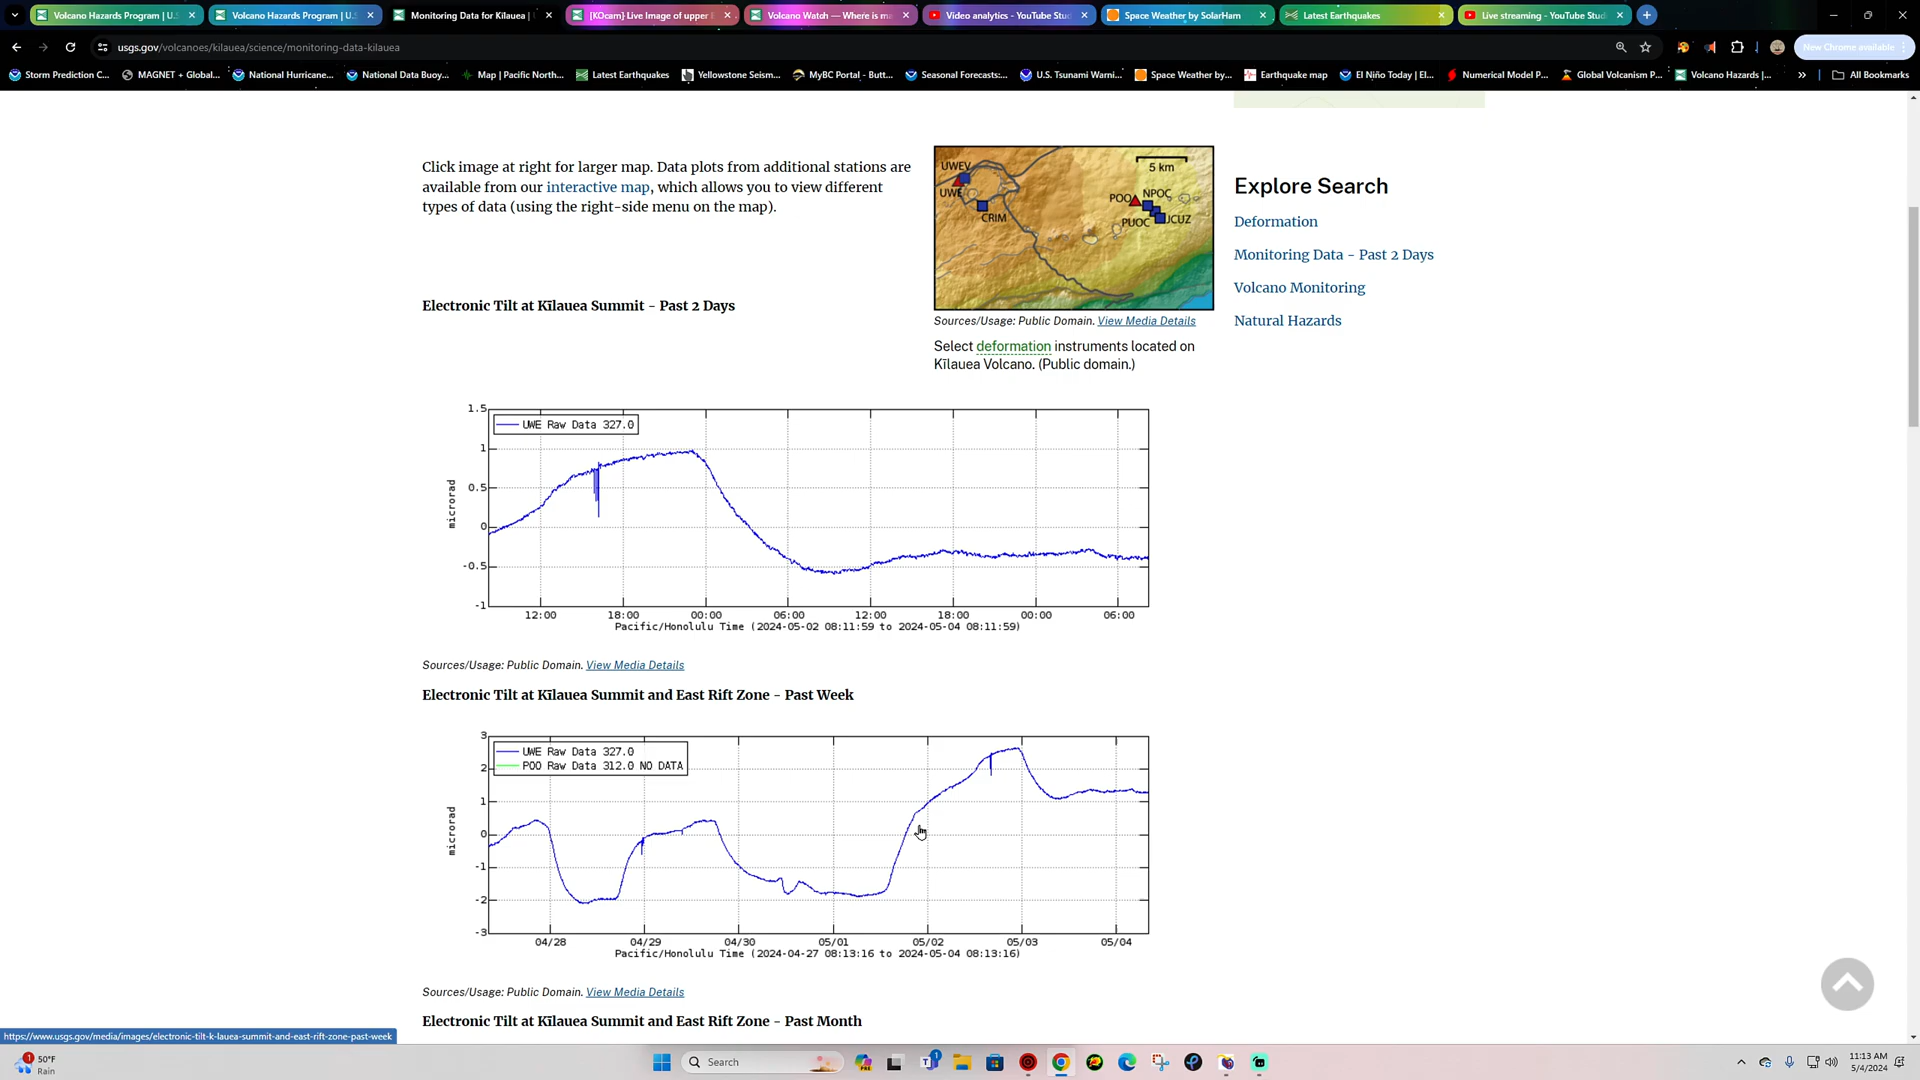 Volcano Hazards Program | U.S
Volcano Hazards Program | U.S
Monitoring Data for Kīlauea | U
[KOcam] Live Image of upper E
Volcano Watch — Where is ma
Video analytics - YouTube Stud
Space Weather by SolarHam
Latest Earthquakes
Live streaming - YouTube Stud
usgs.gov/volcanoes/kilauea/science/monitoring-data-kilauea
New Chrome available
Storm Prediction C...
MAGNET + Global...
National Hurricane...
National Data Buoy...
Map | Pacific North...
Latest Earthquakes
Yellowstone Seism...
MyBC Portal - Butt...
Seasonal Forecasts:...
U.S. Tsunami Warni...
Space Weather by...
Earthquake map
El Niño Today | El...
Numerical Model P...
Global Volcanism P...
Volcano Hazards |...
All Bookmarks
Click image at right for larger map. Data plots from additional stations are
available from our interactive map, which allows you to view different
types of data (using the right-side menu on the map).
UWEV
UWE
CRIM
5 km
POO
NPOC
PUOC
JCUZ
Sources/Usage: Public Domain. View Media Details
Select deformation instruments located on
Kīlauea Volcano. (Public domain.)
Explore Search
Deformation
Monitoring Data - Past 2 Days
Volcano Monitoring
Natural Hazards
Electronic Tilt at Kīlauea Summit - Past 2 Days
UWE Raw Data 327.0
microrad
1.5
1
0.5
0
-0.5
-1
12:00 18:00 00:00 06:00 12:00 18:00 00:00 06:00
Pacific/Honolulu Time (2024-05-02 08:11:59 to 2024-05-04 08:11:59)
Sources/Usage: Public Domain. View Media Details
Electronic Tilt at Kīlauea Summit and East Rift Zone - Past Week
UWE Raw Data 327.0
POO Raw Data 312.0 NO DATA
microrad
3
2
1
0
-1
-2
-3
04/28 04/29 04/30 05/01 05/02 05/03 05/04
Pacific/Honolulu Time (2024-04-27 08:13:16 to 2024-05-04 08:13:16)
Sources/Usage: Public Domain. View Media Details
Electronic Tilt at Kīlauea Summit and East Rift Zone - Past Month
https://www.usgs.gov/media/images/electronic-tilt-k-lauea-summit-and-east-rift-zone-past-week
1
50°F
Rain
Search
1
11:13 AM
5/4/2024